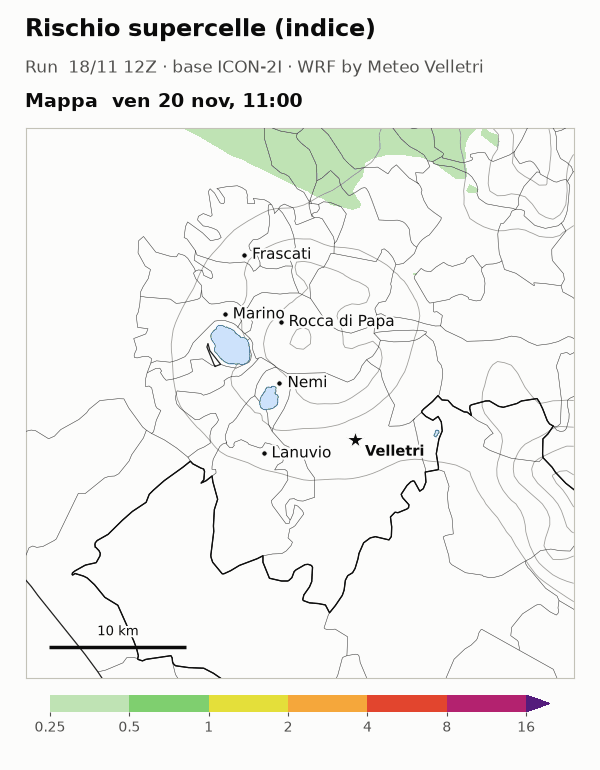 Rischio supercelle (indice)
Run  18/11 12Z · base ICON-2I · WRF by Meteo Velletri
Mappa  ven 20 nov, 11:00
Frascati
Marino
Rocca di Papa
Nemi
Velletri
Lanuvio
10 km
0.25 0.5 1 2 4 8 16